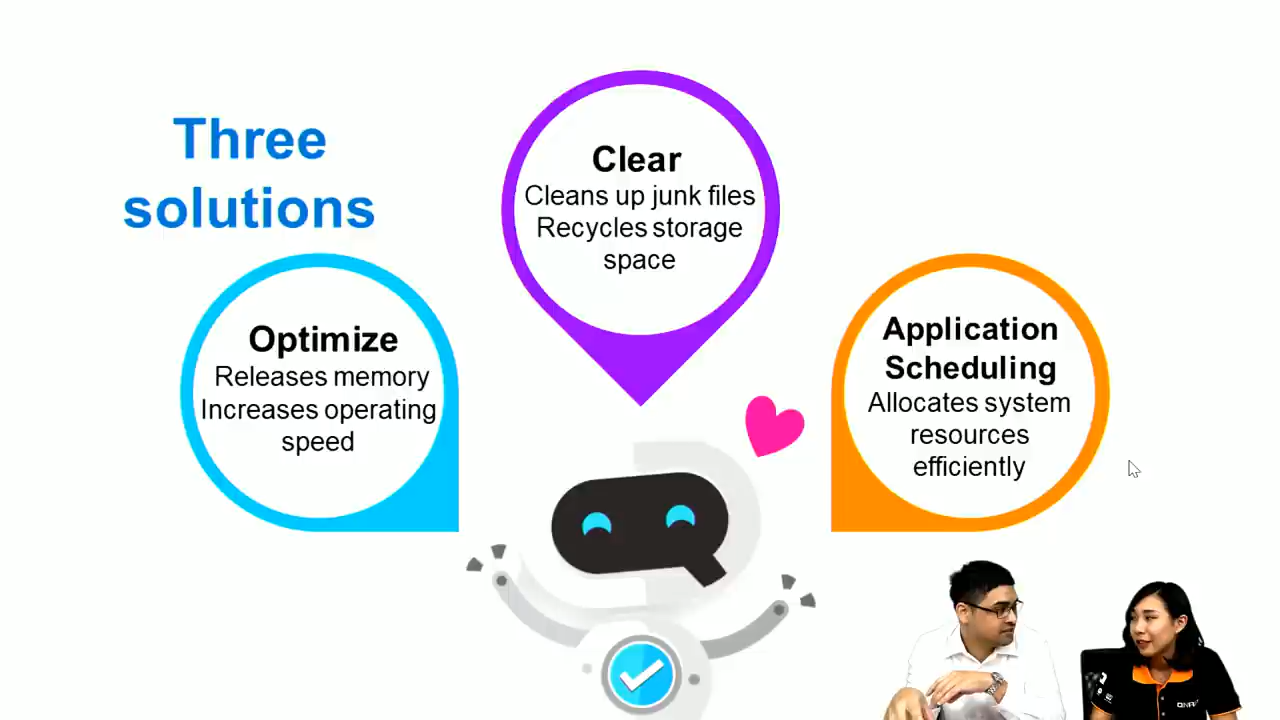 Three
solutions
Clear
Cleans up junk files
Recycles storage
space
Optimize
Releases memory
Increases operating
speed
Application
Scheduling
Allocates system
resources
efficiently